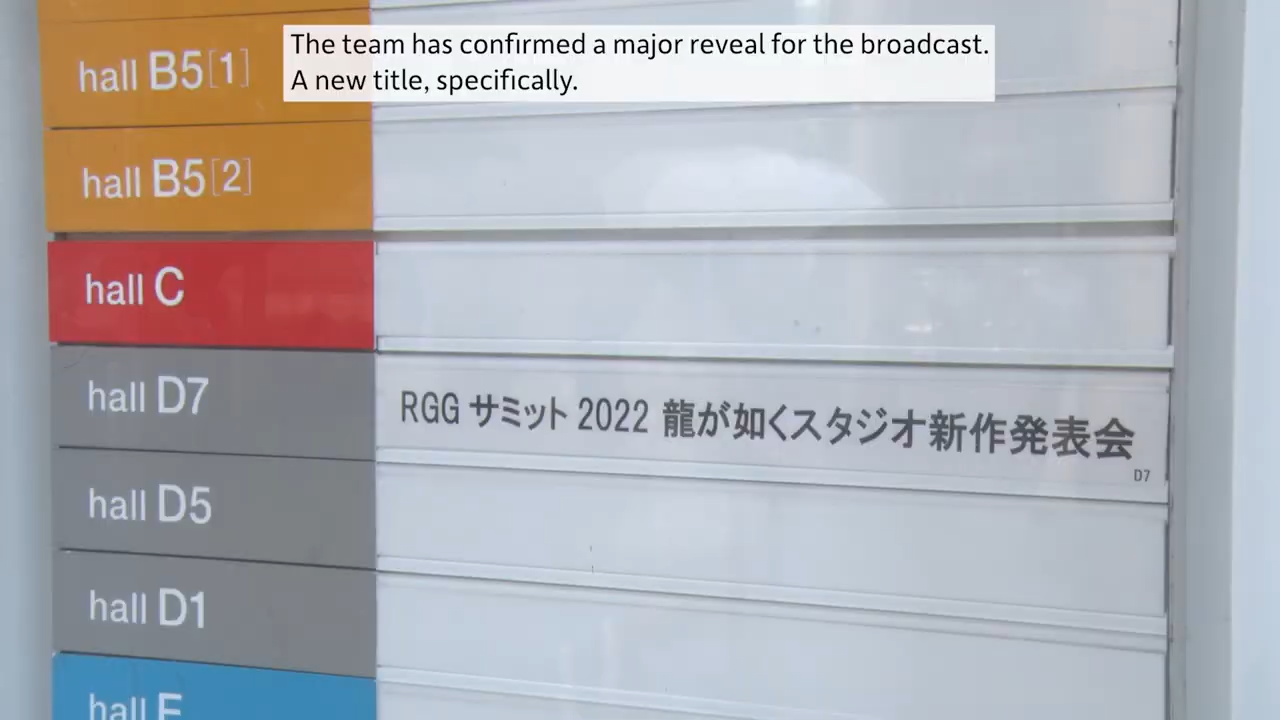 The team has confirmed a major reveal for the broadcast.
A new title, specifically.
hall B5[1]
hall B5[2]
hall C
hall D7
RGG サミット 2022 龍が如くスタジオ新作発表会
D7
hall D5
hall D1
hall E